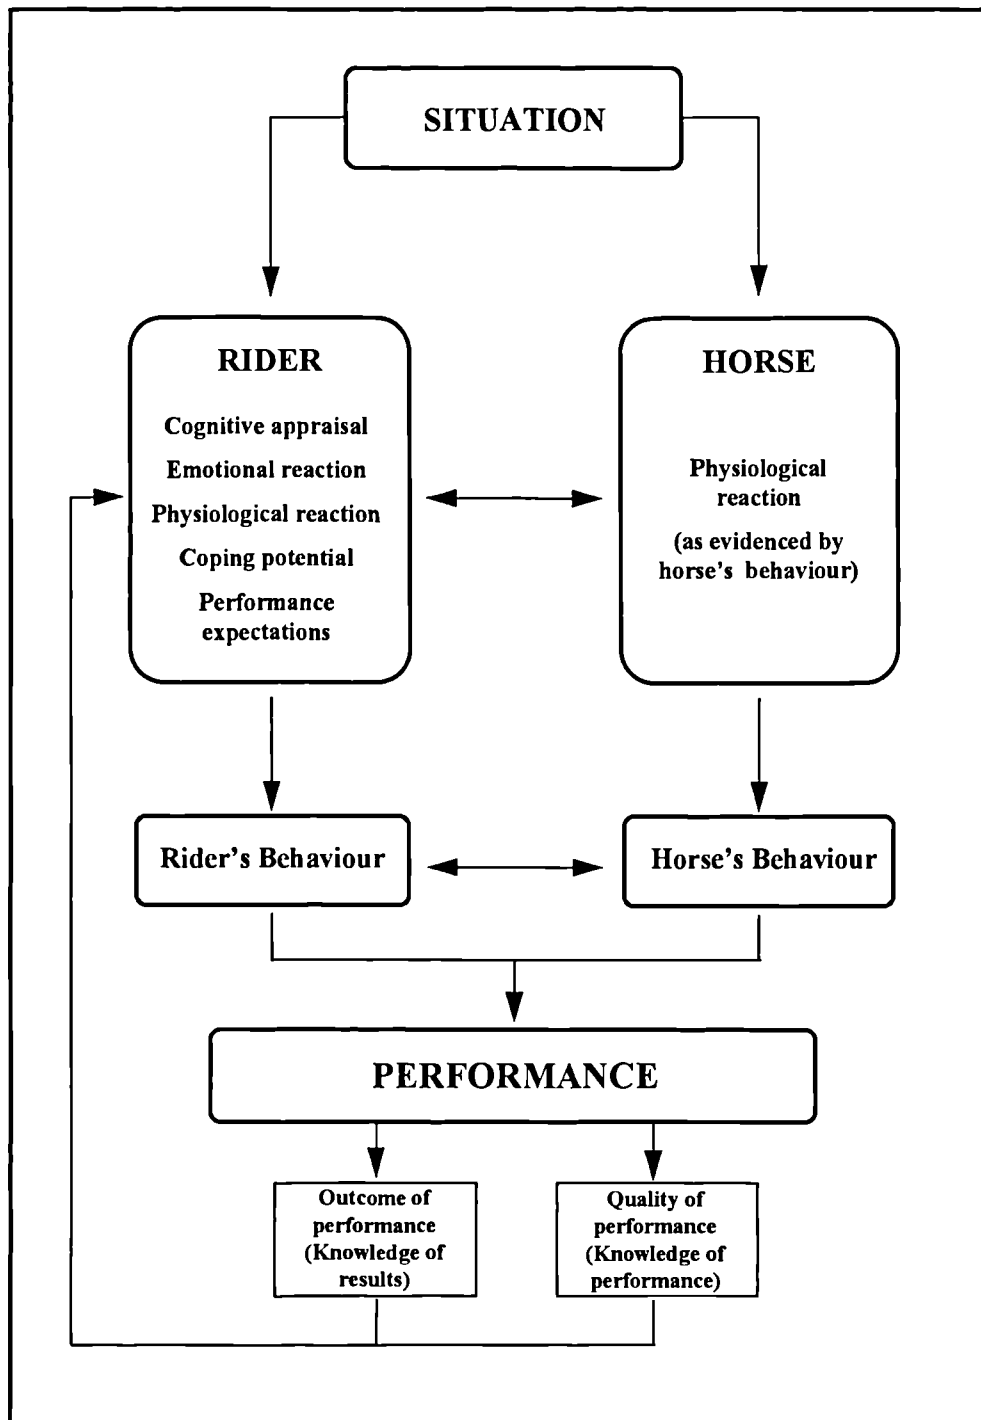 SITUATION
RIDER
Cognitive appraisal
Emotional reaction
Physiological reaction
Coping potential
Performance
expectations
HORSE
Physiological
reaction
(as evidenced by
horse's behaviour)
Rider's Behaviour
Horse's Behaviour
PERFORMANCE
Outcome of
performance
(Knowledge of
results)
Quality of
performance
(Knowledge of
performance)